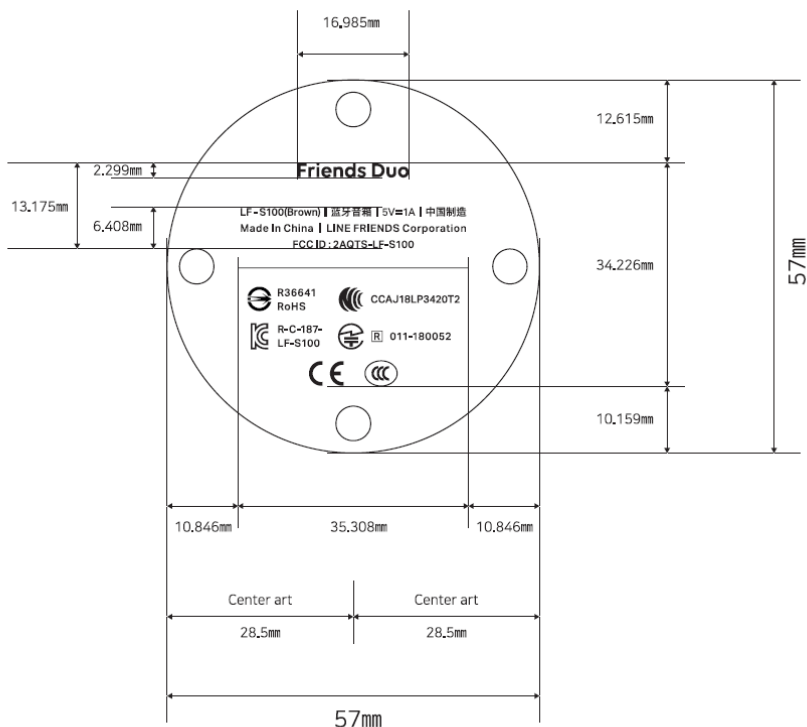 16.985㎜
12.615㎜
2.299㎜
Friends Duo
13.175㎜
6.408㎜
LF-S100(Brown) | 蓝牙音箱 | 5V⎓1A | 中国制造
Made In China | LINE FRIENDS Corporation
FCC ID : 2AQTS-LF-S100
57㎜
34.226㎜
R36641
RoHS
CCAJ18LP3420T2
R-C-187-
LF-S100
R 011-180052
CE CCC
10.159㎜
10.846㎜ 35.308㎜ 10.846㎜
Center art Center art
28.5㎜ 28.5㎜
57㎜